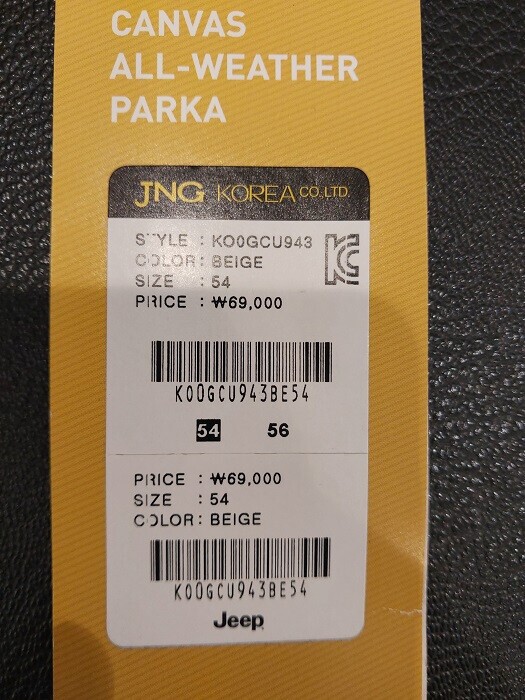 CANVAS
ALL-WEATHER
PARKA
JNG KOREA CO.,LTD.
STYLE : KO0GCU943
COLOR : BEIGE
SIZE : 54
PRICE : ₩69,000
KO0GCU943BE54
54 56
PRICE : ₩69,000
SIZE : 54
COLOR : BEIGE
KO0GCU943BE54
Jeep